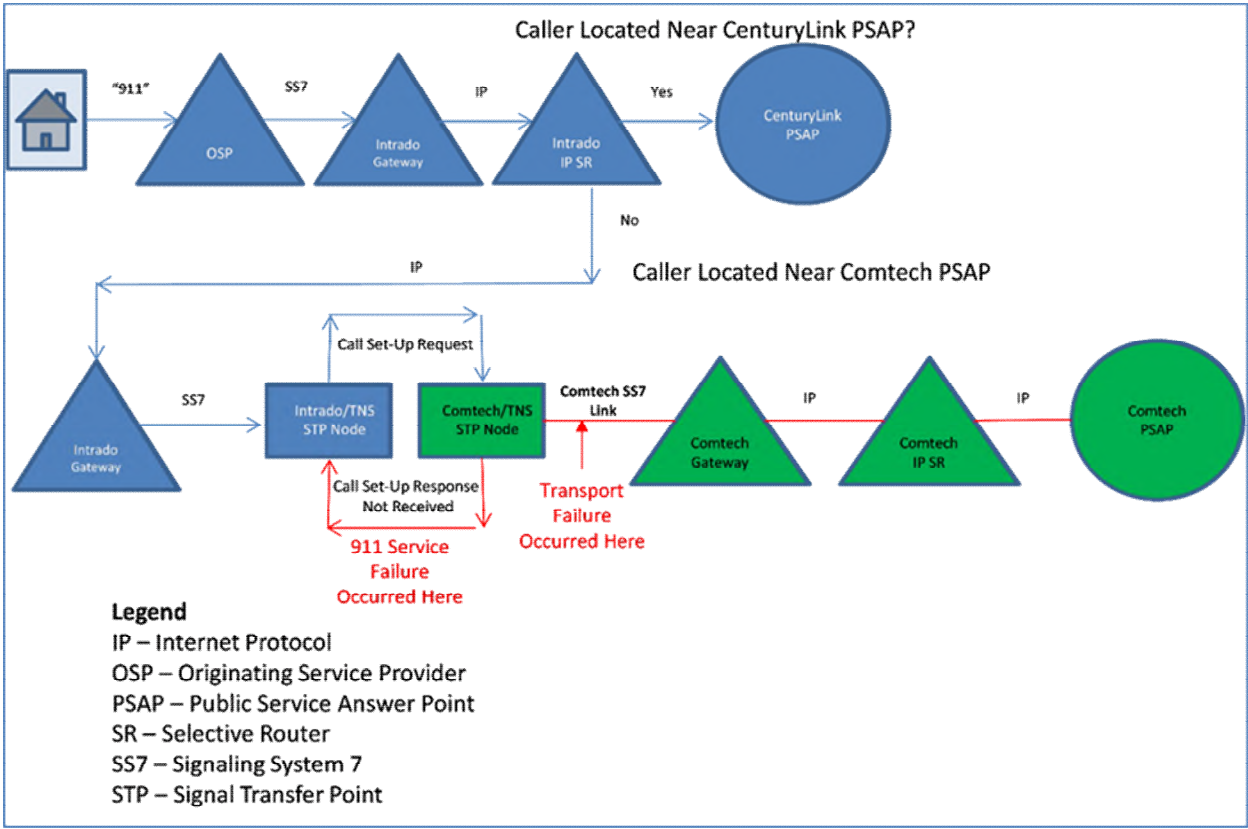 Caller Located Near CenturyLink PSAP?
"911"
SS7
IP
Yes
OSP
Intrado
Gateway
Intrado
IP SR
CenturyLink
PSAP
No
IP
Caller Located Near Comtech PSAP
Call Set-Up Request
SS7
Intrado
Gateway
Intrado/TNS
STP Node
Comtech/TNS
STP Node
Comtech SS7
Link
Comtech
Gateway
IP
Comtech
IP SR
IP
Comtech
PSAP
Call Set-Up Response
Not Received
911 Service
Failure
Occurred Here
Transport
Failure
Occurred Here
Legend
IP – Internet Protocol
OSP – Originating Service Provider
PSAP – Public Service Answer Point
SR – Selective Router
SS7 – Signaling System 7
STP – Signal Transfer Point